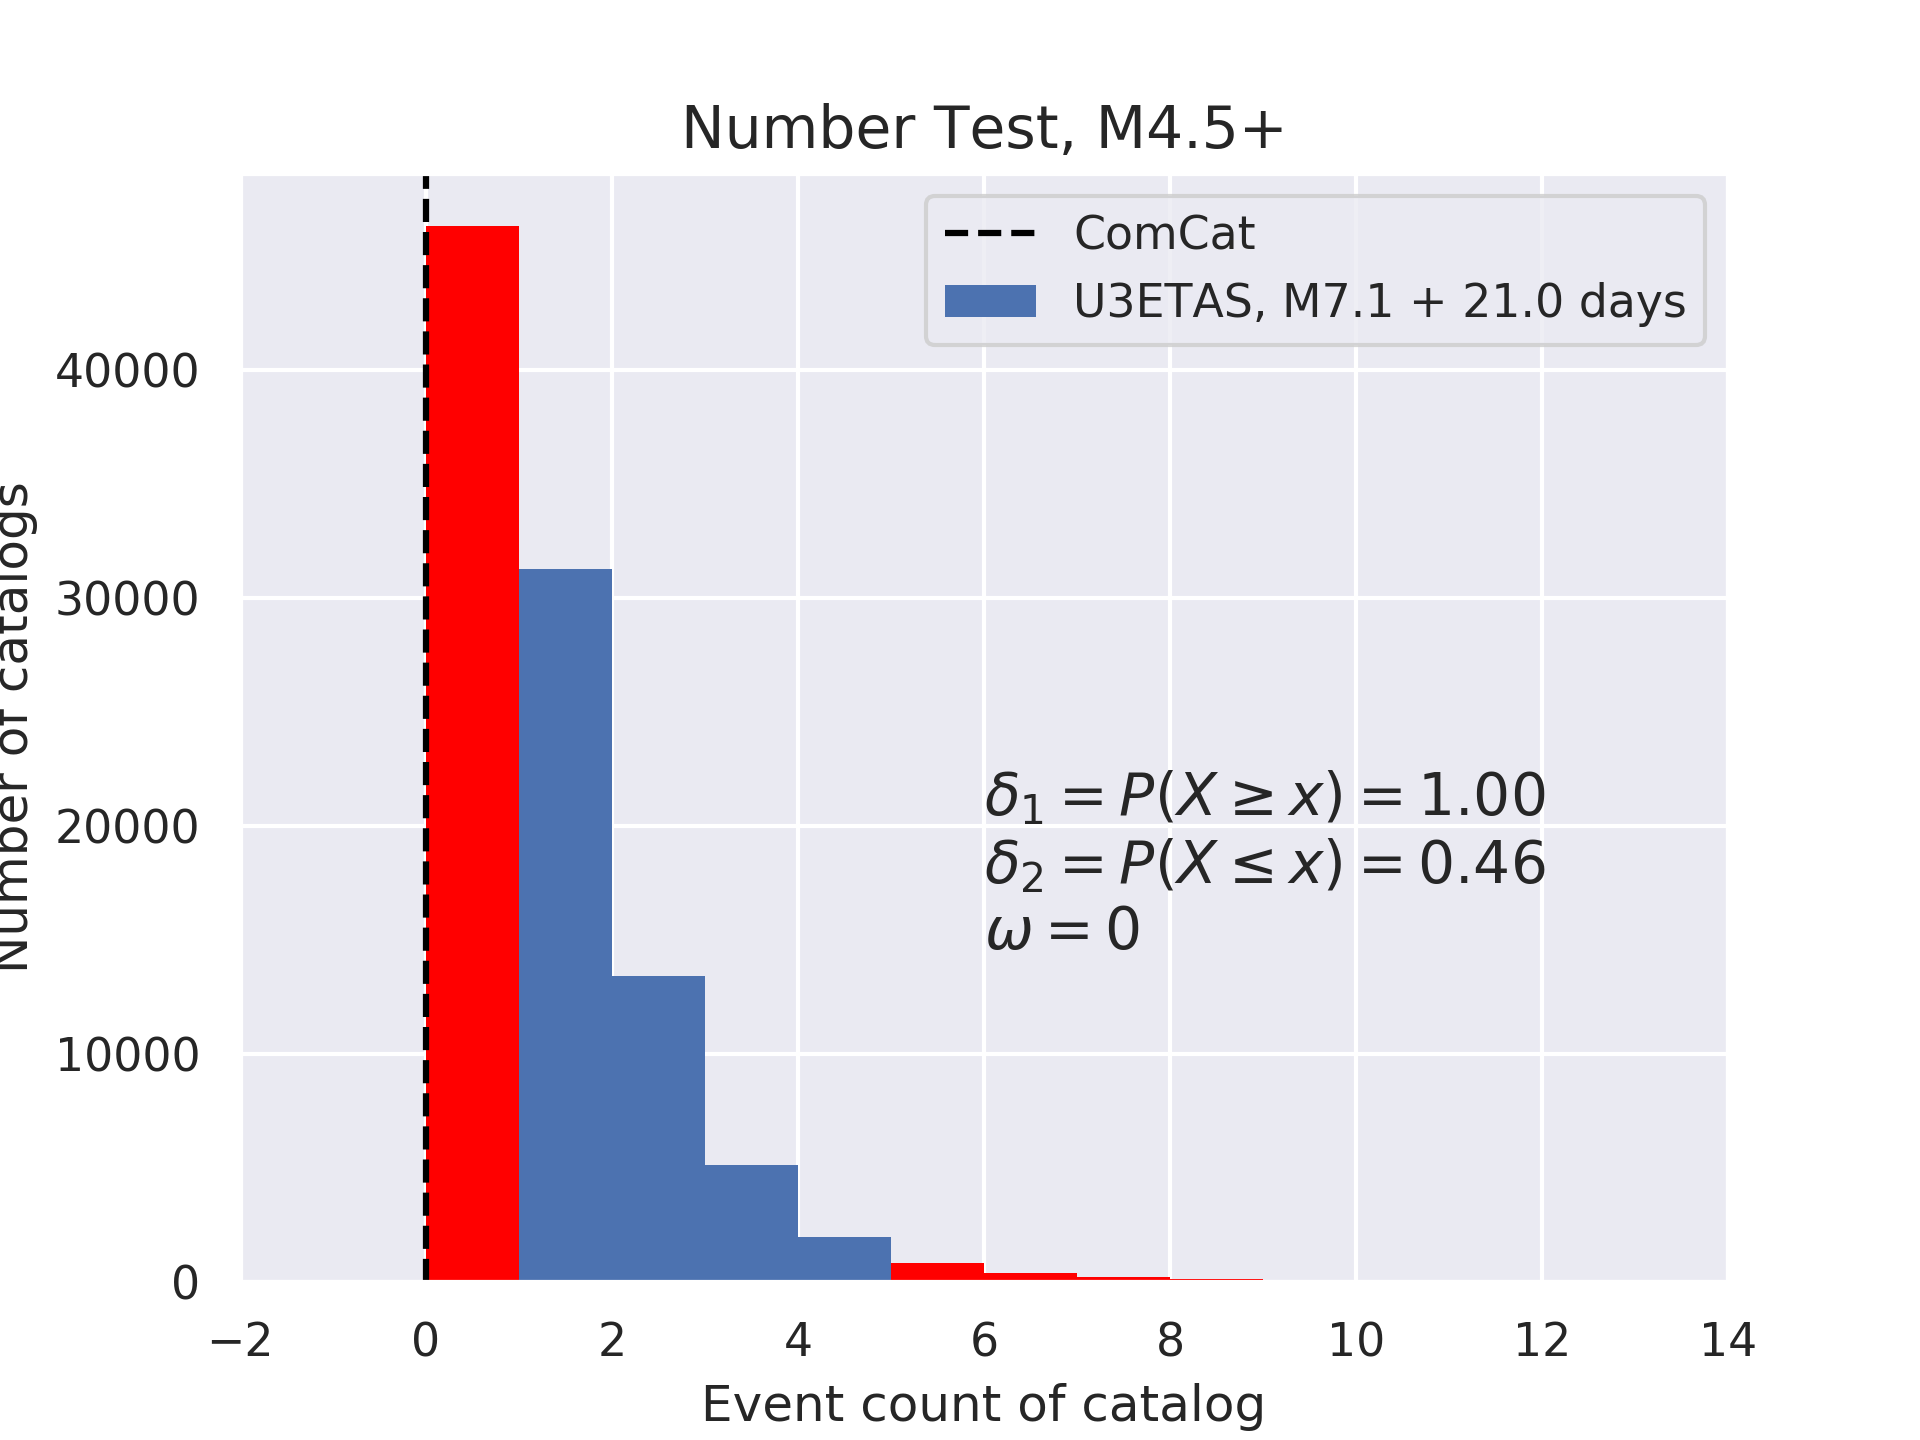 Number Test, M4.5+
ComCat
U3ETAS, M7.1 + 21.0 days
Number of catalogs
40000
30000
20000
10000
0
δ₁ = P(X ≥ x) = 1.00
δ₂ = P(X ≤ x) = 0.46
ω = 0
−2 0 2 4 6 8 10 12 14
Event count of catalog